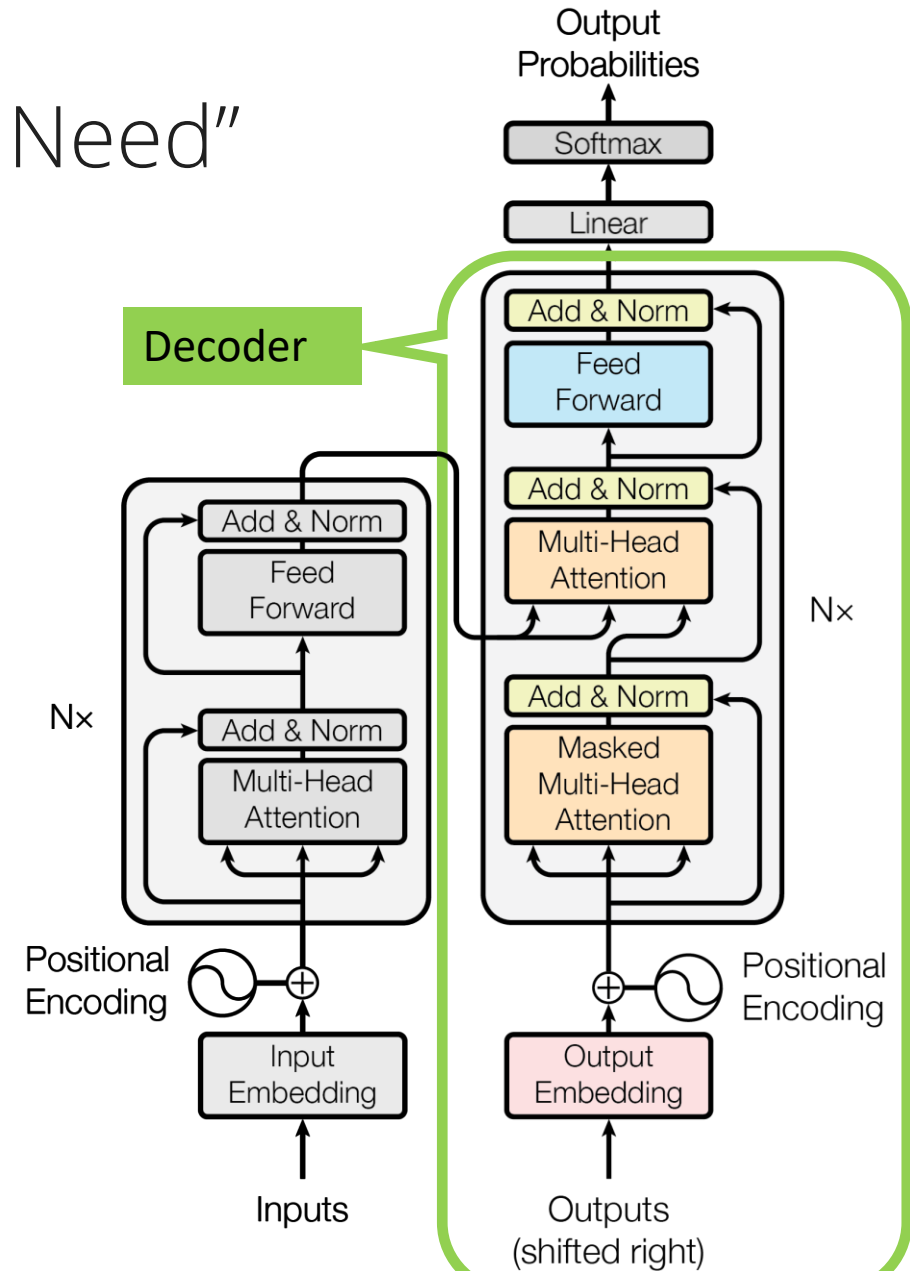 Need”
Output
Probabilities
Softmax
Linear
Decoder
Add & Norm
Feed
Forward
Add & Norm
Multi-Head
Attention
N×
Add & Norm
Masked
Multi-Head
Attention
Add & Norm
Feed
Forward
N×
Add & Norm
Multi-Head
Attention
Positional
Encoding
Positional
Encoding
Input
Embedding
Output
Embedding
Inputs
Outputs
(shifted right)